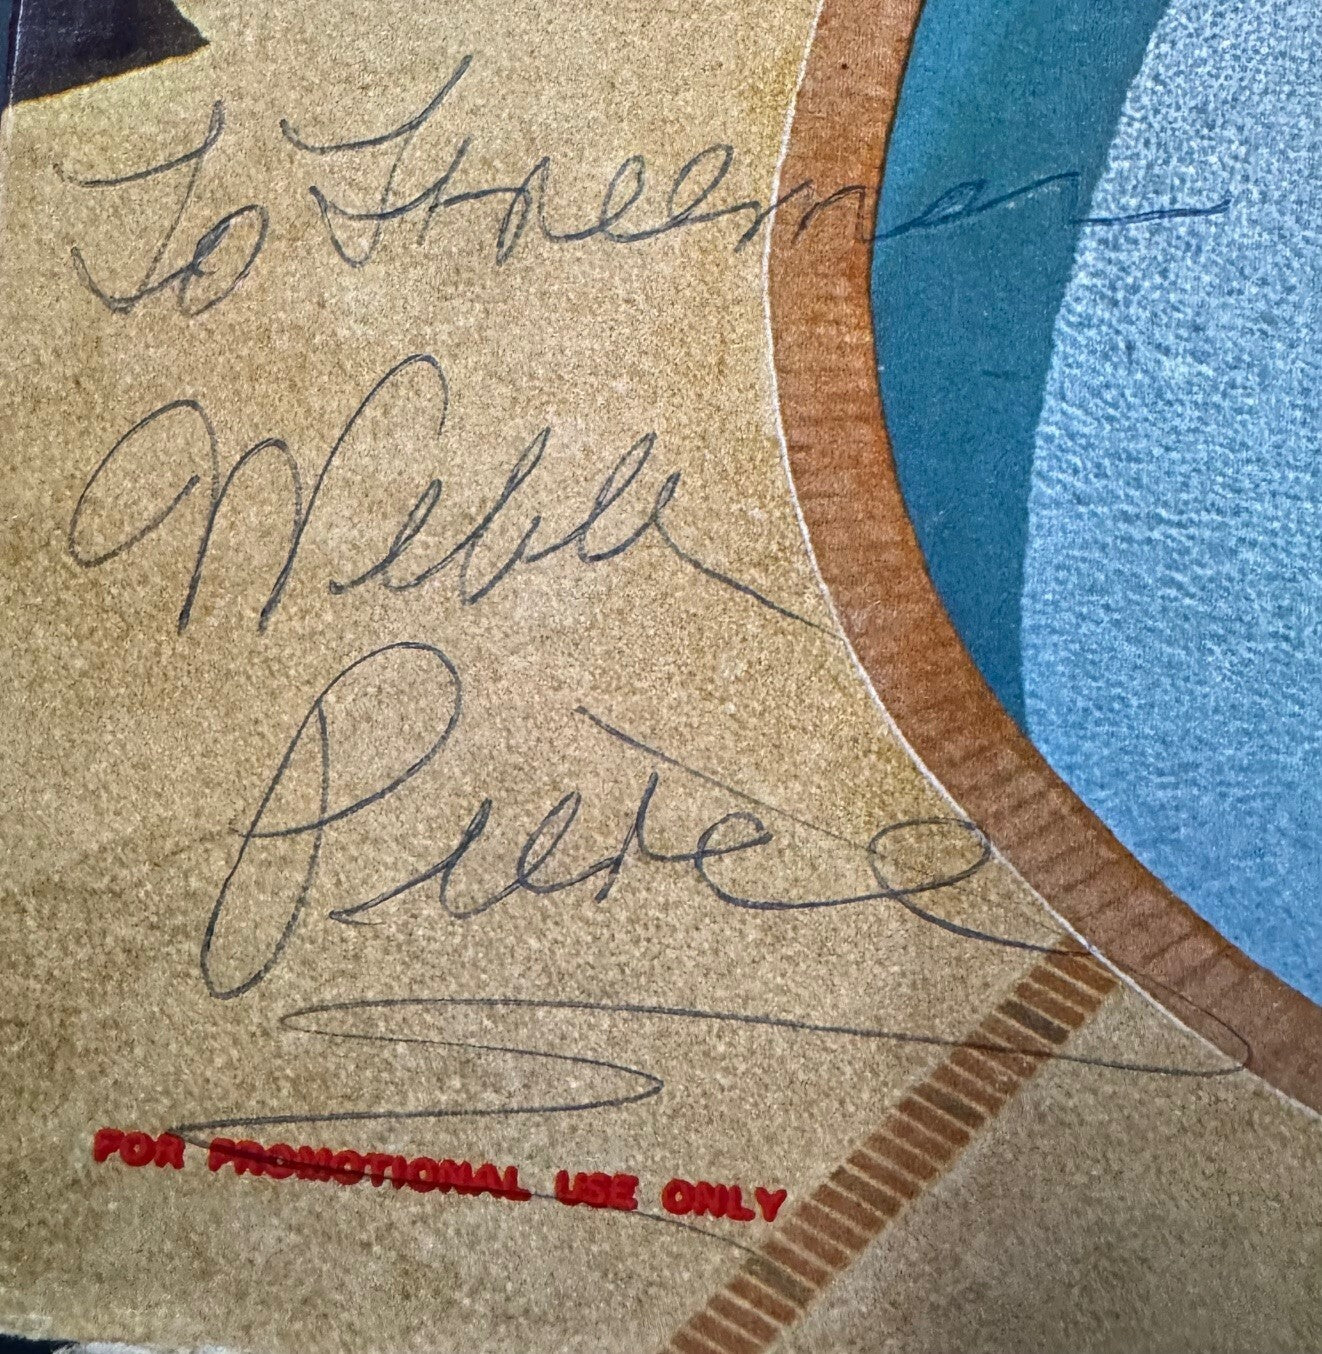 To Freeman
Webb
Pierce
FOR PROMOTIONAL USE ONLY